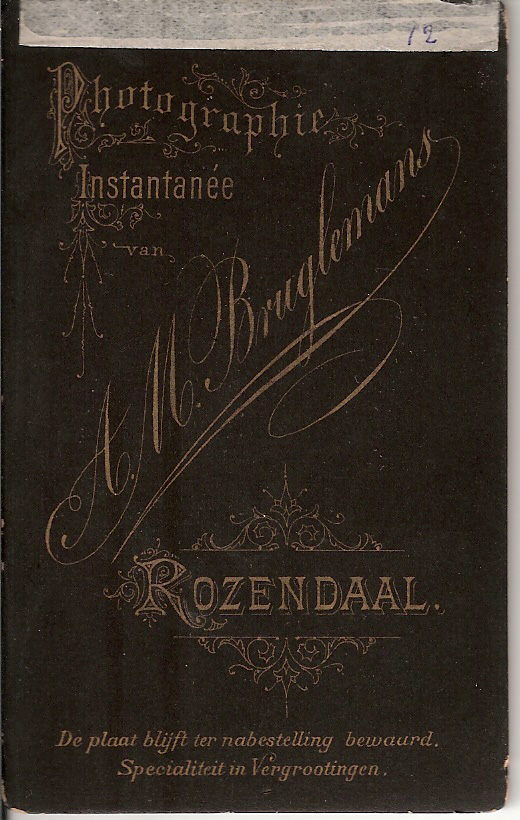 12
Photographie
Instantanée
van
A. M. Bruglemans
ROZENDAAL.
De plaat blijft ter nabestelling bewaard.
Specialiteit in Vergrootingen.